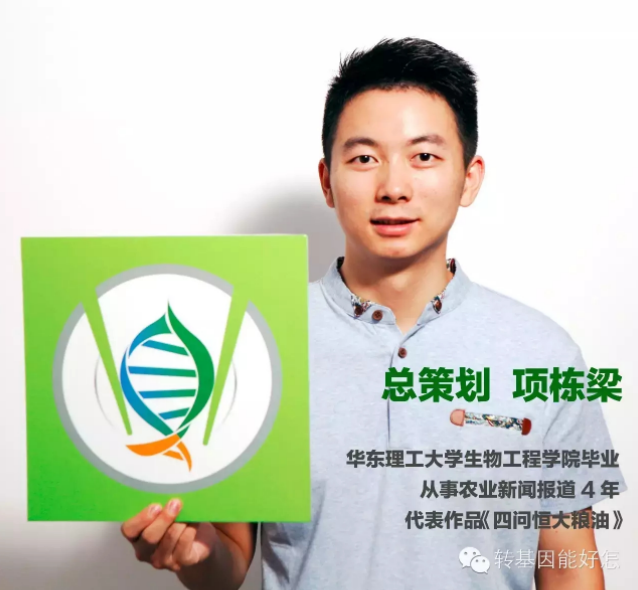 总策划 项栋梁
华东理工大学生物工程学院毕业
从事农业新闻报道 4 年
代表作品《四问恒大粮油》
转基因能好怎